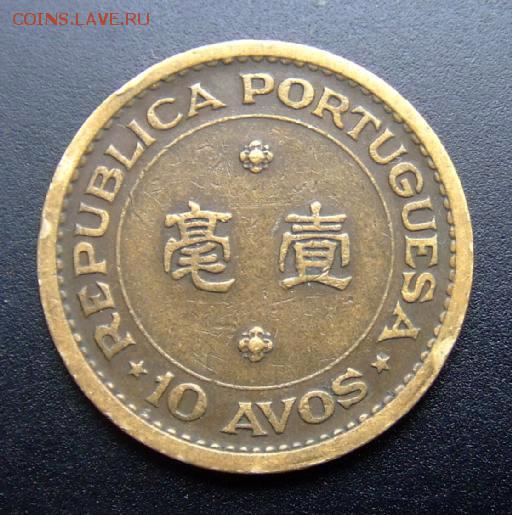 COINS.LAVE.RU
REPUBLICA PORTUGUESA
毫 壹
★ 10 AVOS ★